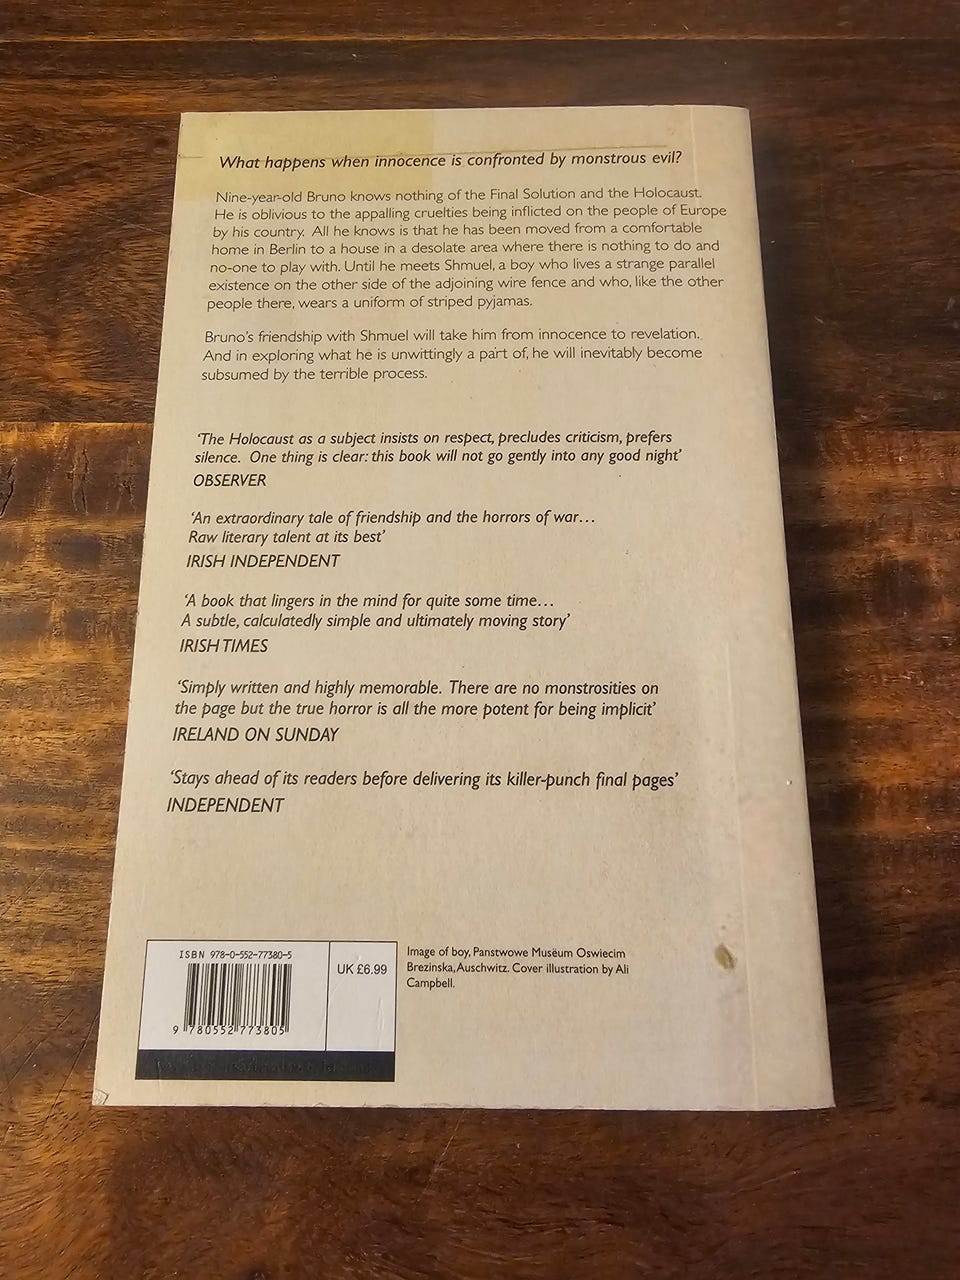 What happens when innocence is confronted by monstrous evil?
Nine-year-old Bruno knows nothing of the Final Solution and the Holocaust.
He is oblivious to the appalling cruelties being inflicted on the people of Europe
by his country. All he knows is that he has been moved from a comfortable
home in Berlin to a house in a desolate area where there is nothing to do and
no-one to play with. Until he meets Shmuel, a boy who lives a strange parallel
existence on the other side of the adjoining wire fence and who, like the other
people there, wears a uniform of striped pyjamas.
Bruno's friendship with Shmuel will take him from innocence to revelation.
And in exploring what he is unwittingly a part of, he will inevitably become
subsumed by the terrible process.
'The Holocaust as a subject insists on respect, precludes criticism, prefers
silence. One thing is clear: this book will not go gently into any good night'
OBSERVER
'An extraordinary tale of friendship and the horrors of war…
Raw literary talent at its best'
IRISH INDEPENDENT
'A book that lingers in the mind for quite some time…
A subtle, calculatedly simple and ultimately moving story'
IRISH TIMES
'Simply written and highly memorable. There are no monstrosities on
the page but the true horror is all the more potent for being implicit'
IRELAND ON SUNDAY
'Stays ahead of its readers before delivering its killer-punch final pages'
INDEPENDENT
ISBN 978-0-552-77380-5
UK £6.99
9 780552 773805
Image of boy, Panstwowe Museüm Oswiecim
Brezinska, Auschwitz. Cover illustration by Ali
Campbell.